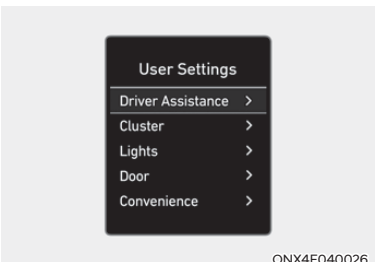 User Settings
Driver Assistance >
Cluster >
Lights >
Door >
Convenience >
ONX4E040026